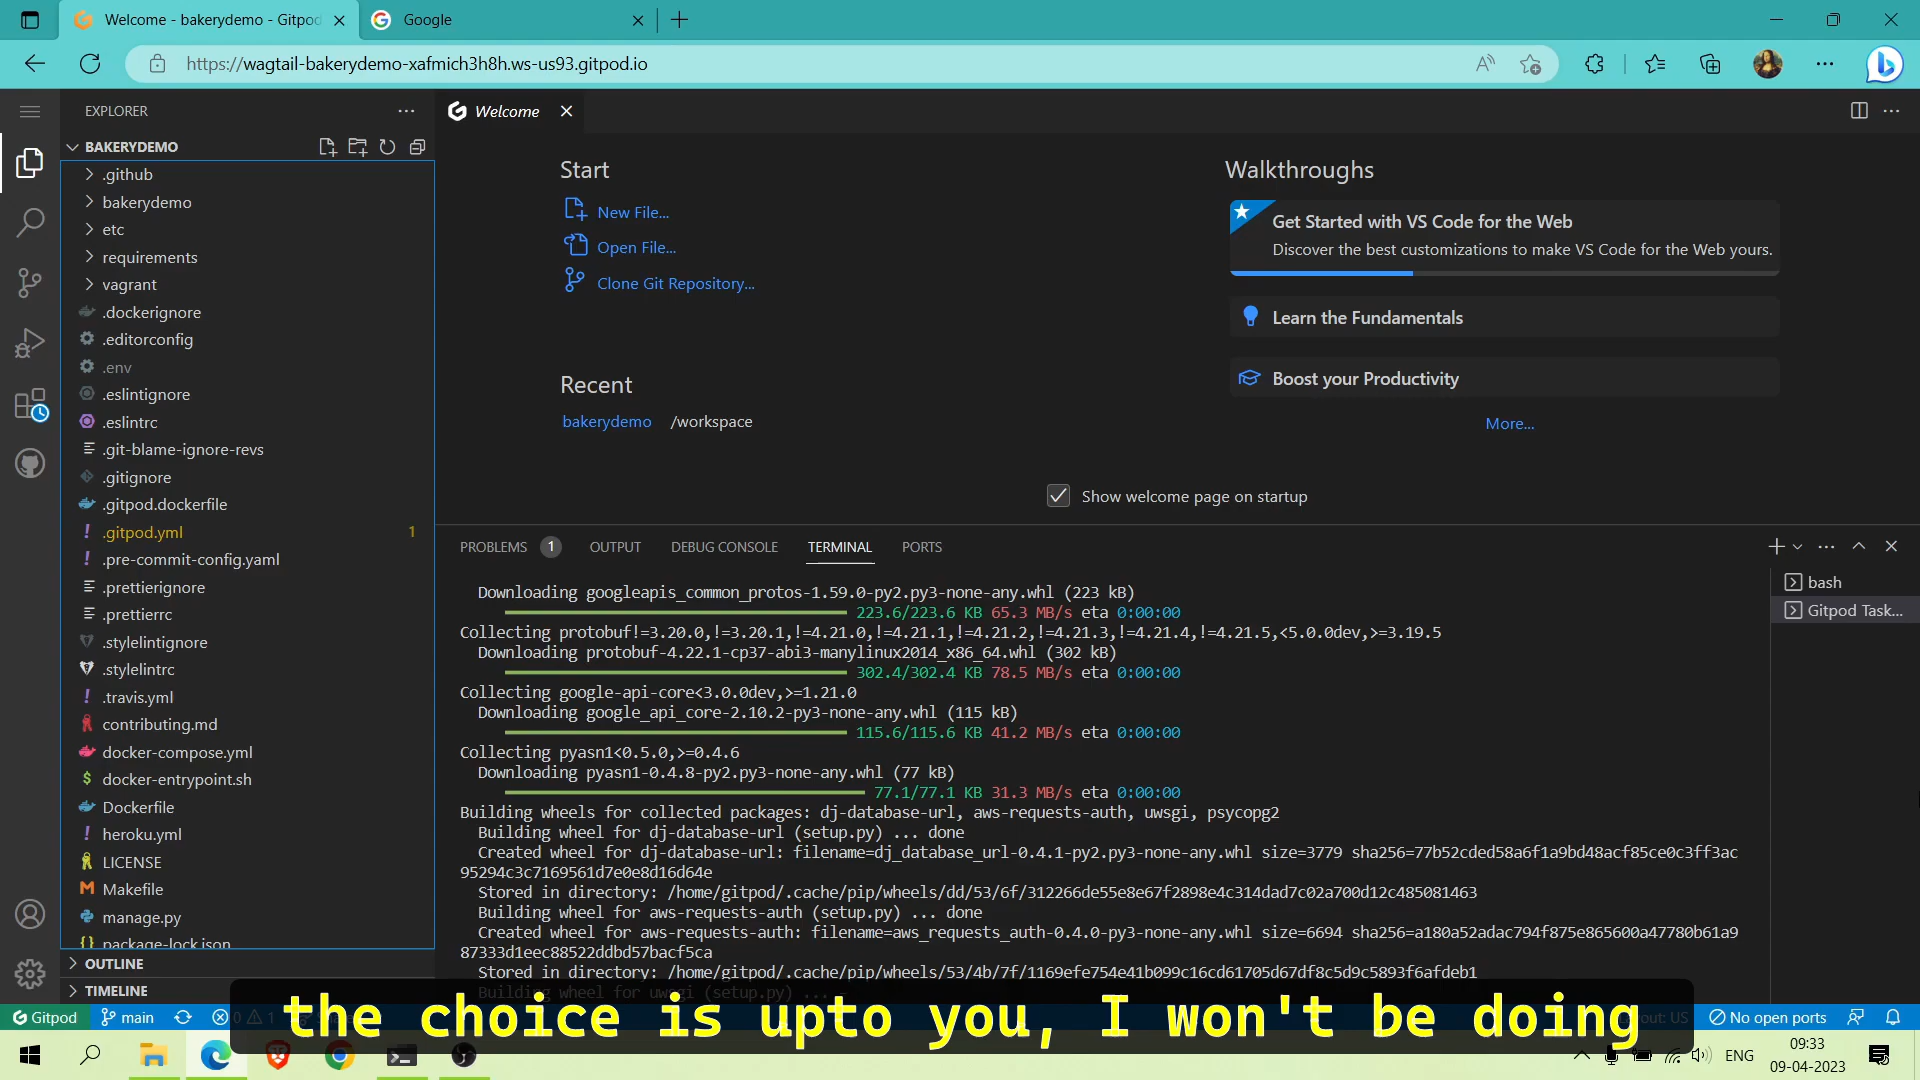 Welcome - bakerydemo - Gitpod
Google
https://wagtail-bakerydemo-xafmich3h8h.ws-us93.gitpod.io
EXPLORER
Welcome
BAKERYDEMO
.github
bakerydemo
etc
requirements
vagrant
.dockerignore
.editorconfig
.env
.eslintignore
.eslintrc
.git-blame-ignore-revs
.gitignore
.gitpod.dockerfile
.gitpod.yml 1
.pre-commit-config.yaml
.prettierignore
.prettierrc
.stylelintignore
.stylelintrc
.travis.yml
contributing.md
docker-compose.yml
docker-entrypoint.sh
Dockerfile
heroku.yml
LICENSE
Makefile
manage.py
package-lock.json
OUTLINE
TIMELINE
Start
New File...
Open File...
Clone Git Repository...
Recent
bakerydemo /workspace
Walkthroughs
Get Started with VS Code for the Web
Discover the best customizations to make VS Code for the Web yours.
Learn the Fundamentals
Boost your Productivity
More...
Show welcome page on startup
PROBLEMS 1 OUTPUT DEBUG CONSOLE TERMINAL PORTS
bash
Gitpod Task...
Downloading googleapis_common_protos-1.59.0-py2.py3-none-any.whl (223 kB)
223.6/223.6 KB 65.3 MB/s eta 0:00:00
Collecting protobuf!=3.20.0,!=3.20.1,!=4.21.0,!=4.21.1,!=4.21.2,!=4.21.3,!=4.21.4,!=4.21.5,<5.0.0dev,>=3.19.5
Downloading protobuf-4.22.1-cp37-abi3-manylinux2014_x86_64.whl (302 kB)
302.4/302.4 KB 78.5 MB/s eta 0:00:00
Collecting google-api-core<3.0.0dev,>=1.21.0
Downloading google_api_core-2.10.2-py3-none-any.whl (115 kB)
115.6/115.6 KB 41.2 MB/s eta 0:00:00
Collecting pyasn1<0.5.0,>=0.4.6
Downloading pyasn1-0.4.8-py2.py3-none-any.whl (77 kB)
77.1/77.1 KB 31.3 MB/s eta 0:00:00
Building wheels for collected packages: dj-database-url, aws-requests-auth, uwsgi, psycopg2
Building wheel for dj-database-url (setup.py) ... done
Created wheel for dj-database-url: filename=dj_database_url-0.4.1-py2.py3-none-any.whl size=3779 sha256=77b52cded58a6f1a9bd48acf85ce0c3ff3ac
95294c3c7169561d7e0e8d16d64e
Stored in directory: /home/gitpod/.cache/pip/wheels/dd/53/6f/312266de55e8e67f2898e4c314dad7c02a700d12c485081463
Building wheel for aws-requests-auth (setup.py) ... done
Created wheel for aws-requests-auth: filename=aws_requests_auth-0.4.0-py3-none-any.whl size=6694 sha256=a180a52adac794f875e865600a47780b61a9
87333d1eec88522ddbd57bacf5ca
Stored in directory: /home/gitpod/.cache/pip/wheels/53/4b/7f/1169efe754e41b099c16cd61705d67df8c5d9c5893f6afdeb1
Building wheel for uwsgi (setup.py) ...
Gitpod main 0 1 No open ports
the choice is upto you, I won't be doing
ENG
09:33
09-04-2023